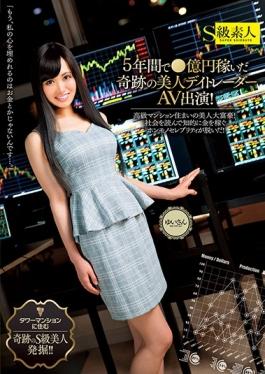 「もう、私の心を埋めれるのはお金とかじゃないんです…」
S級素人
SUPER SHIROUTO
5年間で●億円稼いだ
奇跡の美人デイトレーダー
AV出演!
高級マンション住まいの美人大富豪!
社会を読んで知的に金を稼ぐ
ホンモノセレブリティが脱いだ!
ゆいさん
Money / Dollars
タワーマンションに住む
奇跡のS級美人
発掘!!